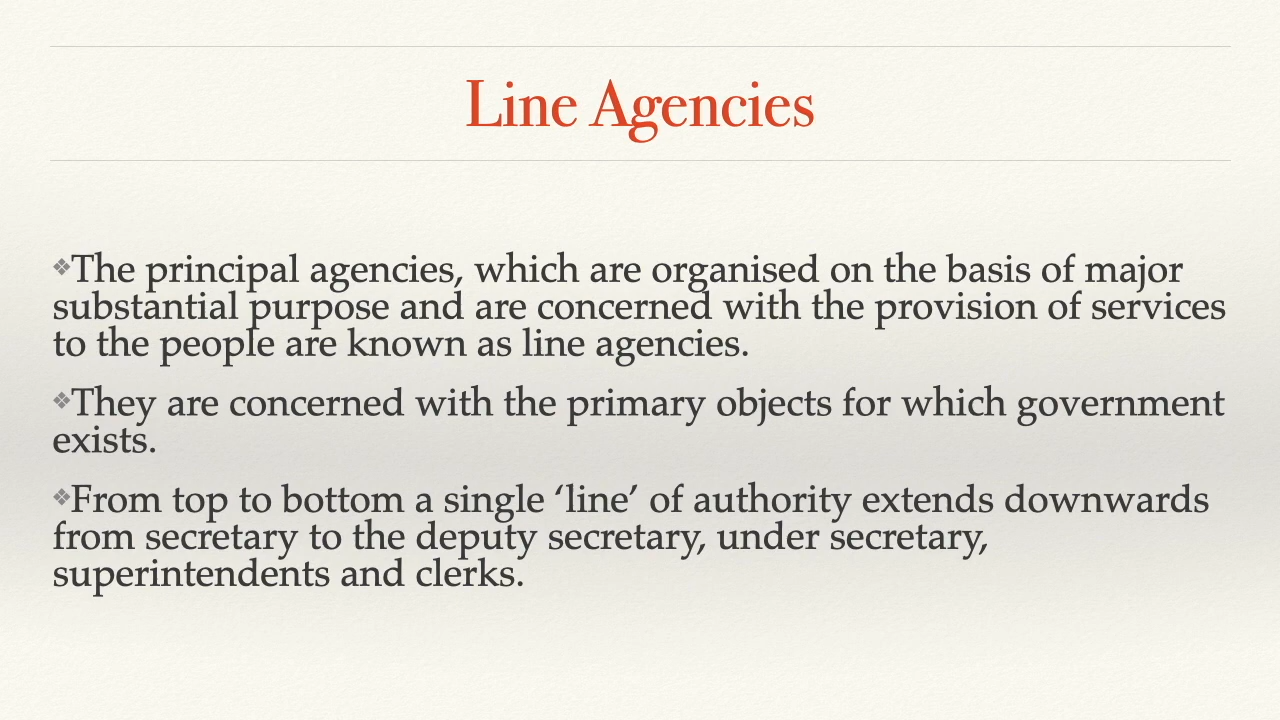 Line Agencies
❖The principal agencies, which are organised on the basis of major
substantial purpose and are concerned with the provision of services
to the people are known as line agencies.
❖They are concerned with the primary objects for which government
exists.
❖From top to bottom a single ‘line’ of authority extends downwards
from secretary to the deputy secretary, under secretary,
superintendents and clerks.